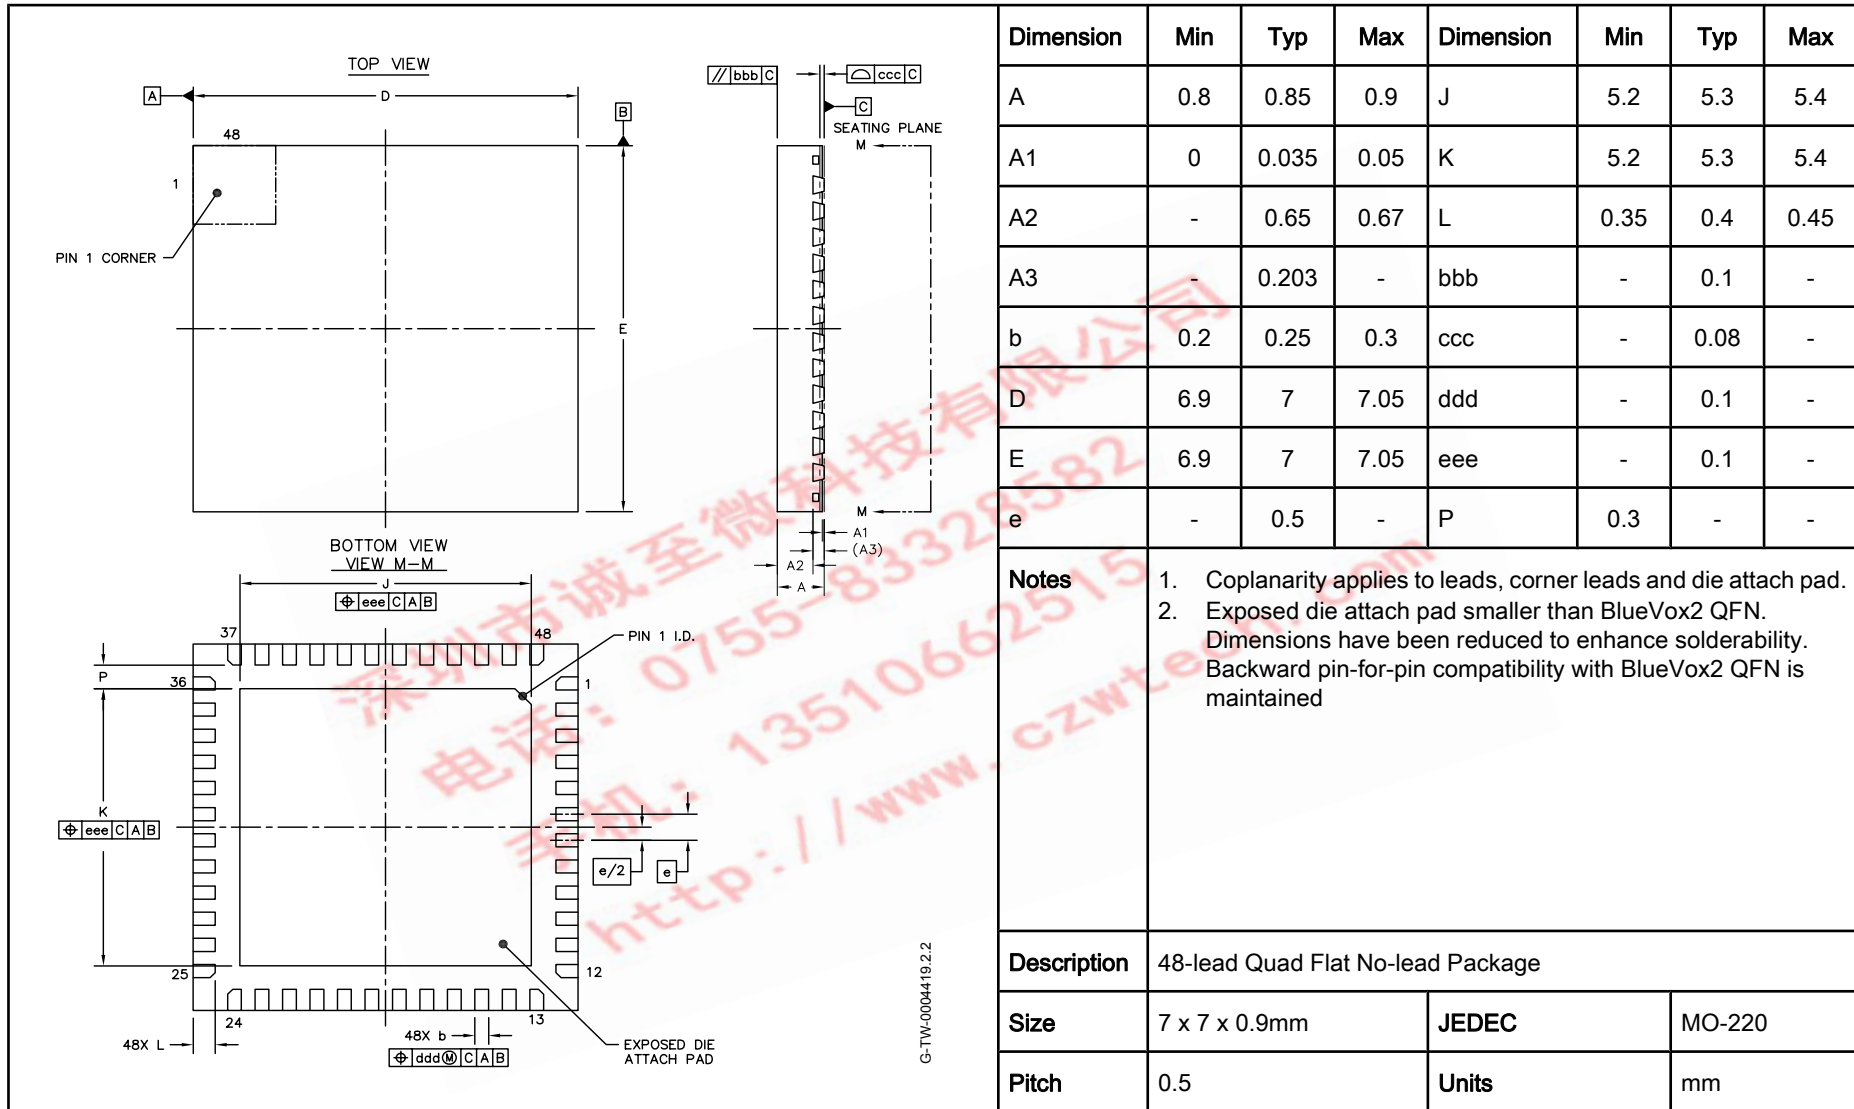 TOP VIEW
A
D
B
48
1
PIN 1 CORNER
E
// bbb C
ccc C
C
SEATING PLANE
M
M
A1
(A3)
A2
A
BOTTOM VIEW
VIEW M-M
J
eee C A B
37
48
PIN 1 I.D.
P
36
1
K
eee C A B
e/2
e
25
12
24
13
48X L
48X b
ddd Ⓜ C A B
EXPOSED DIE
ATTACH PAD
G-TW-0004419.2.2
Dimension Min Typ Max Dimension Min Typ Max
A 0.8 0.85 0.9 J 5.2 5.3 5.4
A1 0 0.035 0.05 K 5.2 5.3 5.4
A2 - 0.65 0.67 L 0.35 0.4 0.45
A3 - 0.203 - bbb - 0.1 -
b 0.2 0.25 0.3 ccc - 0.08 -
D 6.9 7 7.05 ddd - 0.1 -
E 6.9 7 7.05 eee - 0.1 -
e - 0.5 - P 0.3 - -
Notes 1. Coplanarity applies to leads, corner leads and die attach pad.
2. Exposed die attach pad smaller than BlueVox2 QFN.
Dimensions have been reduced to enhance solderability.
Backward pin-for-pin compatibility with BlueVox2 QFN is
maintained
Description 48-lead Quad Flat No-lead Package
Size 7 x 7 x 0.9mm JEDEC MO-220
Pitch 0.5 Units mm
深圳市诚至微科技有限公司
电话：0755-83328582
手机：13510662515
http://www.czwtech.com